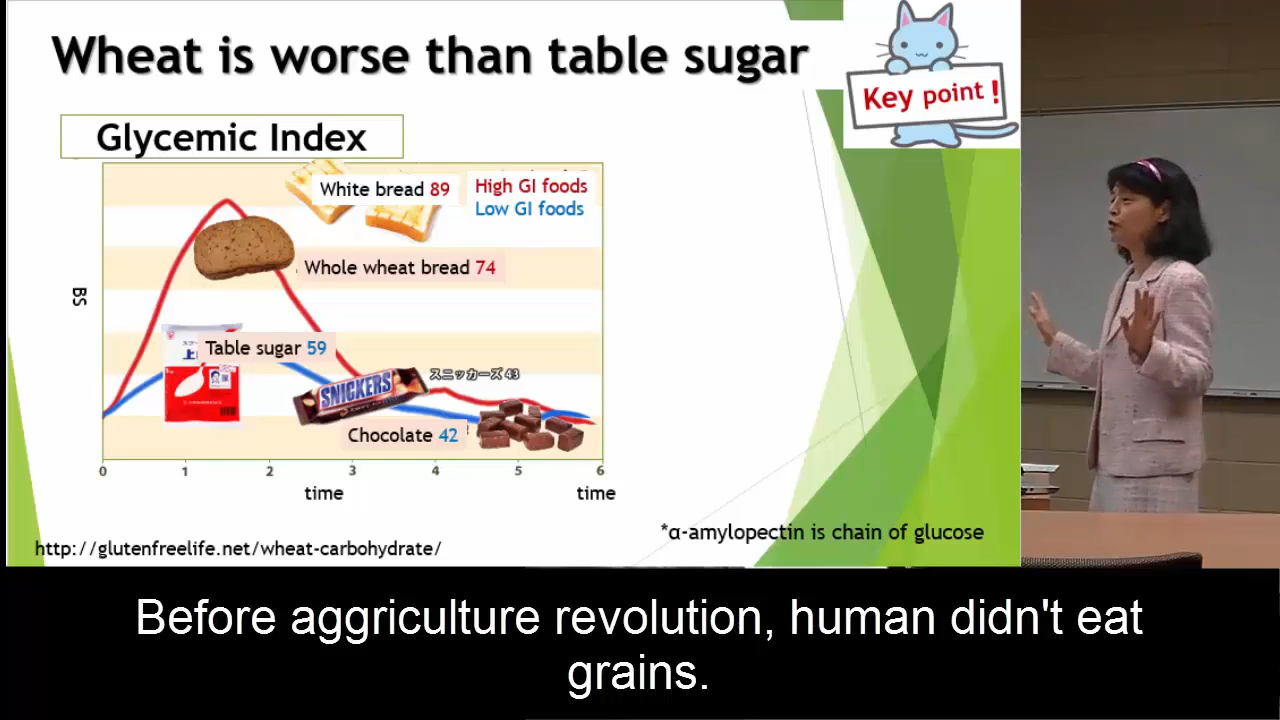 Wheat is worse than table sugar
Key point !
Glycemic Index
White bread 89
High GI foods
Low GI foods
Whole wheat bread 74
BS
上
Table sugar 59
SNICKERS
スニッカーズ 43
Chocolate 42
0 1 2 3 4 5 6
time
time
*α-amylopectin is chain of glucose
http://glutenfreelife.net/wheat-carbohydrate/
Before aggriculture revolution, human didn't eat
grains.